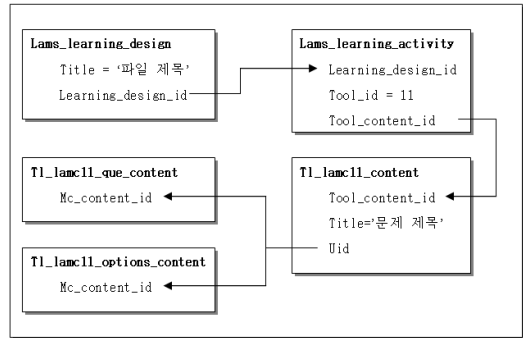 Lams_learning_design
Title = ‘파일 제목’
Learning_design_id
Lams_learning_activity
Learning_design_id
Tool_id = 11
Tool_content_id
Tl_lamc11_que_content
Mc_content_id
Tl_lamc11_content
Tool_content_id
Title=‘문제 제목’
Uid
Tl_lamc11_options_content
Mc_content_id